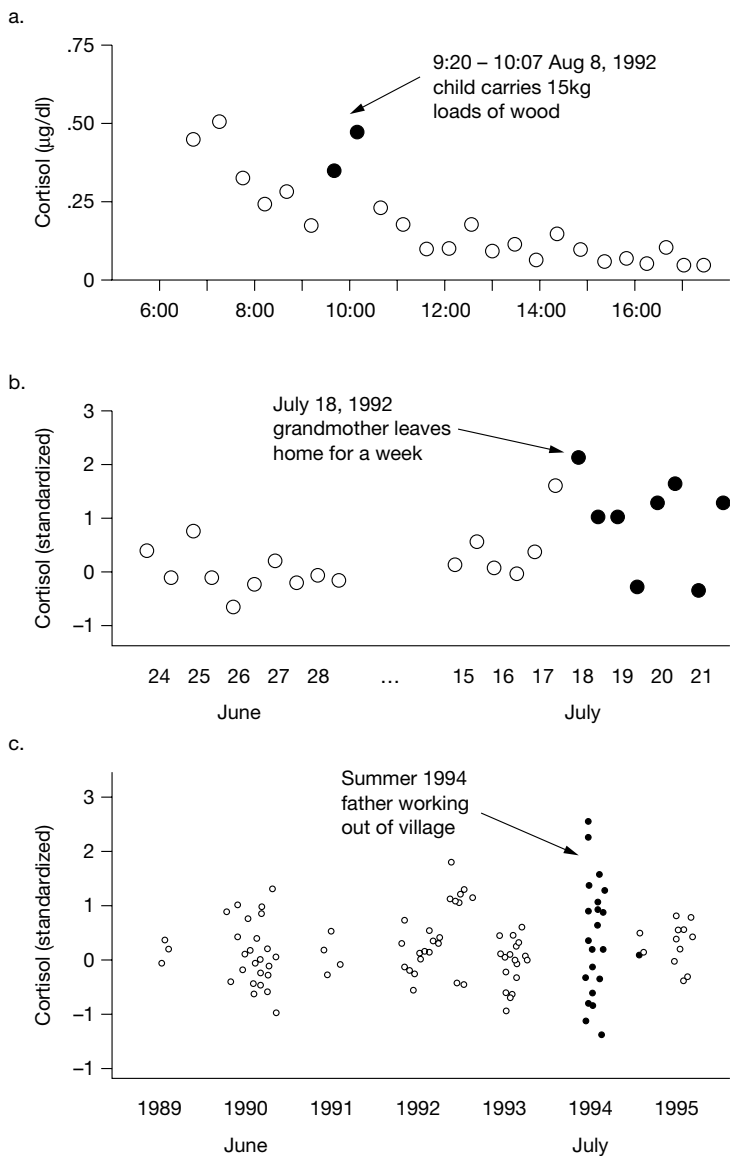 a.
.75
.50
.25
0
Cortisol (µg/dl)
9:20 – 10:07 Aug 8, 1992
child carries 15kg
loads of wood
6:00 8:00 10:00 12:00 14:00 16:00
b.
3
2
1
0
–1
Cortisol (standardized)
July 18, 1992
grandmother leaves
home for a week
24 25 26 27 28 ... 15 16 17 18 19 20 21
June July
c.
3
2
1
0
–1
–1
Cortisol (standardized)
Summer 1994
father working
out of village
1989 1990 1991 1992 1993 1994 1995
June July